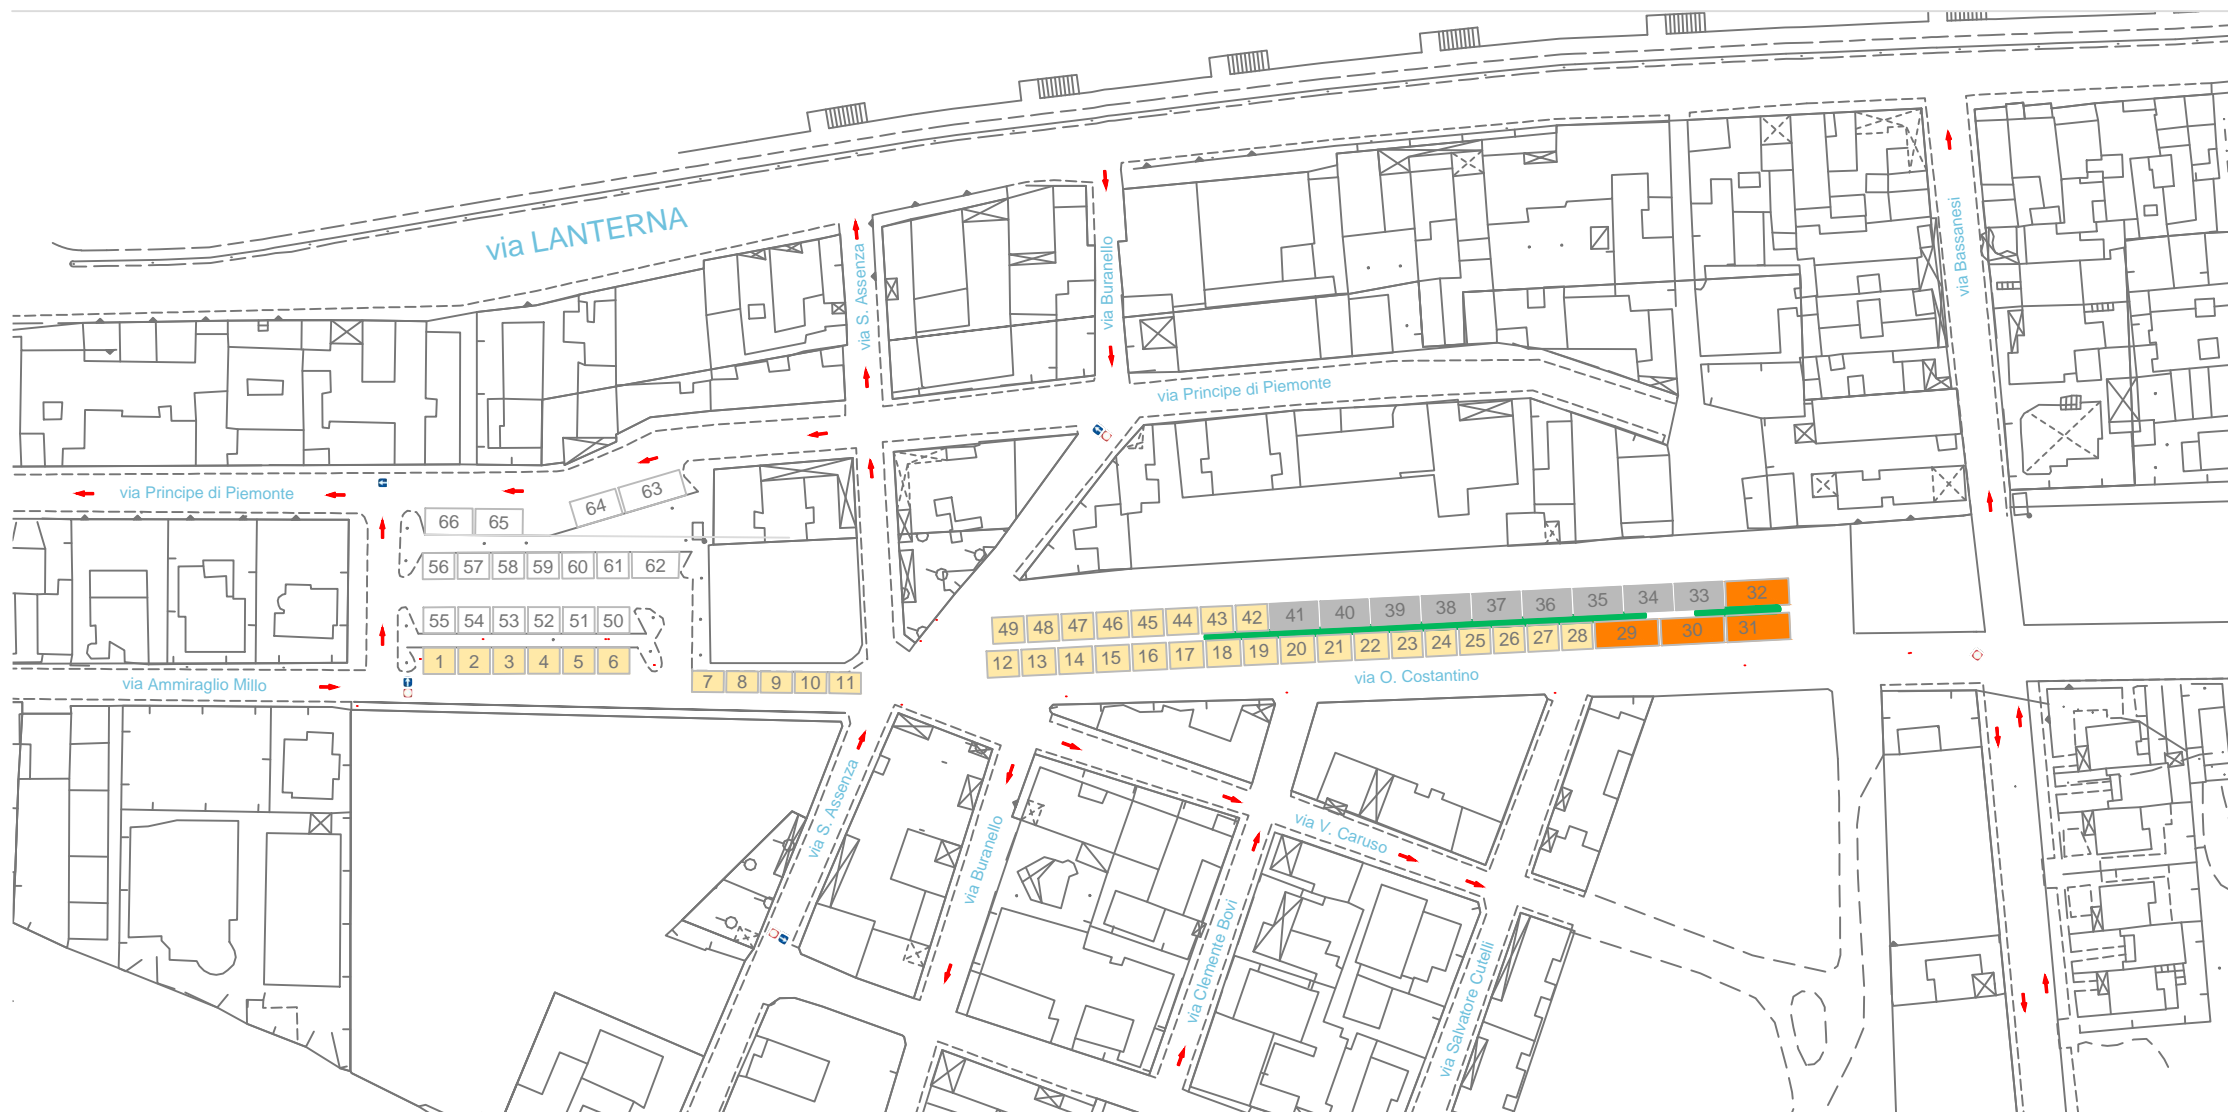 via LANTERNA
via S. Assenza
via Buranello
via Bassanesi
via Principe di Piemonte
via Principe di Piemonte
64 63
66 65
56 57 58 59 60 61 62
55 54 53 52 51 50
1 2 3 4 5 6
7 8 9 10 11
49 48 47 46 45 44 43 42 41 40 39 38 37 36 35 34 33 32
12 13 14 15 16 17 18 19 20 21 22 23 24 25 26 27 28 29 30 31
via Ammiraglio Millo
via O. Costantino
via S. Assenza
via Buranello
via V. Caruso
via Clemente Bovi
via Salvatore Cutelli